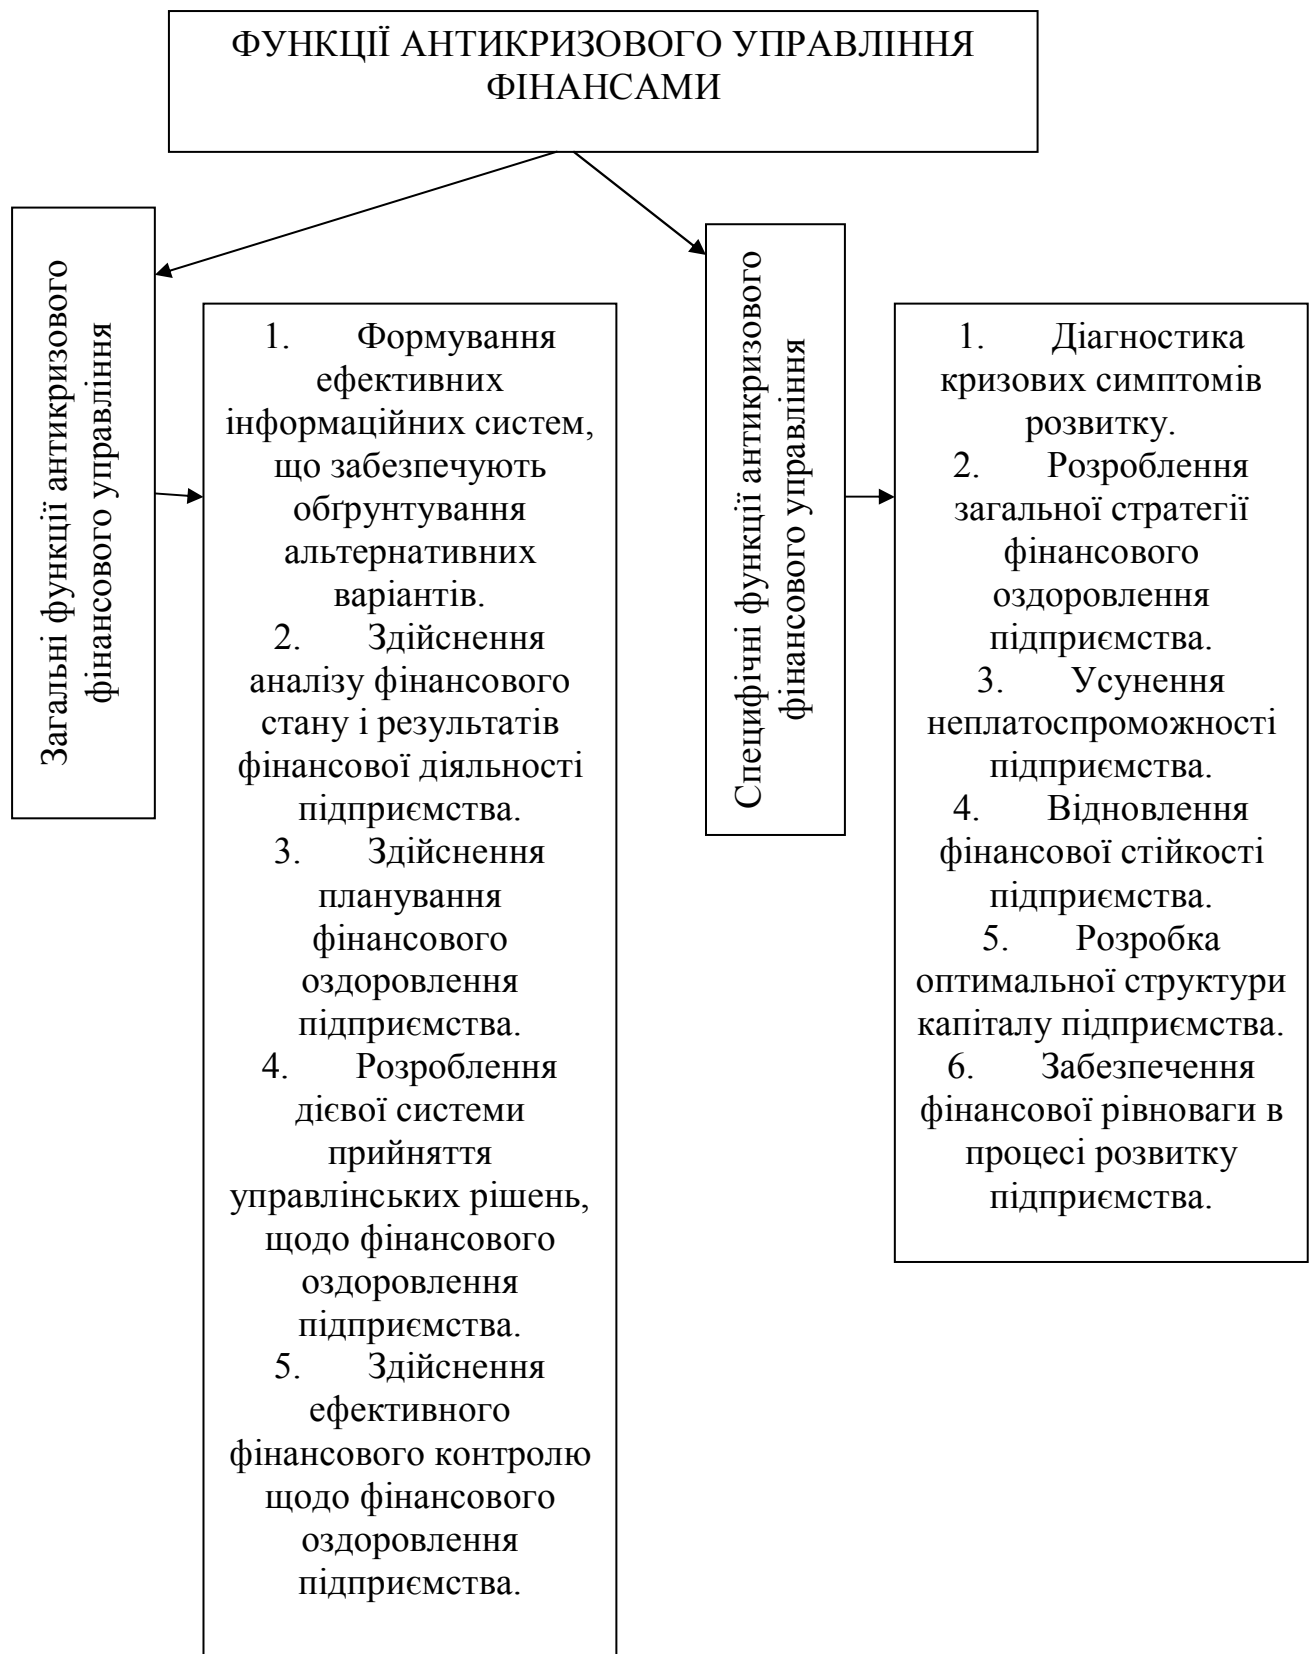 ФУНКЦІЇ АНТИКРИЗОВОГО УПРАВЛІННЯ
ФІНАНСАМИ
Загальні функції антикризового
фінансового управління
1. Формування
ефективних
інформаційних систем,
що забезпечують
обґрунтування
альтернативних
варіантів.
2. Здійснення
аналізу фінансового
стану і результатів
фінансової діяльності
підприємства.
3. Здійснення
планування
фінансового
оздоровлення
підприємства.
4. Розроблення
дієвої системи
прийняття
управлінських рішень,
щодо фінансового
оздоровлення
підприємства.
5. Здійснення
ефективного
фінансового контролю
щодо фінансового
оздоровлення
підприємства.
Специфічні функції антикризового
фінансового управління
1. Діагностика
кризових симптомів
розвитку.
2. Розроблення
загальної стратегії
фінансового
оздоровлення
підприємства.
3. Усунення
неплатоспроможності
підприємства.
4. Відновлення
фінансової стійкості
підприємства.
5. Розробка
оптимальної структури
капіталу підприємства.
6. Забезпечення
фінансової рівноваги в
процесі розвитку
підприємства.